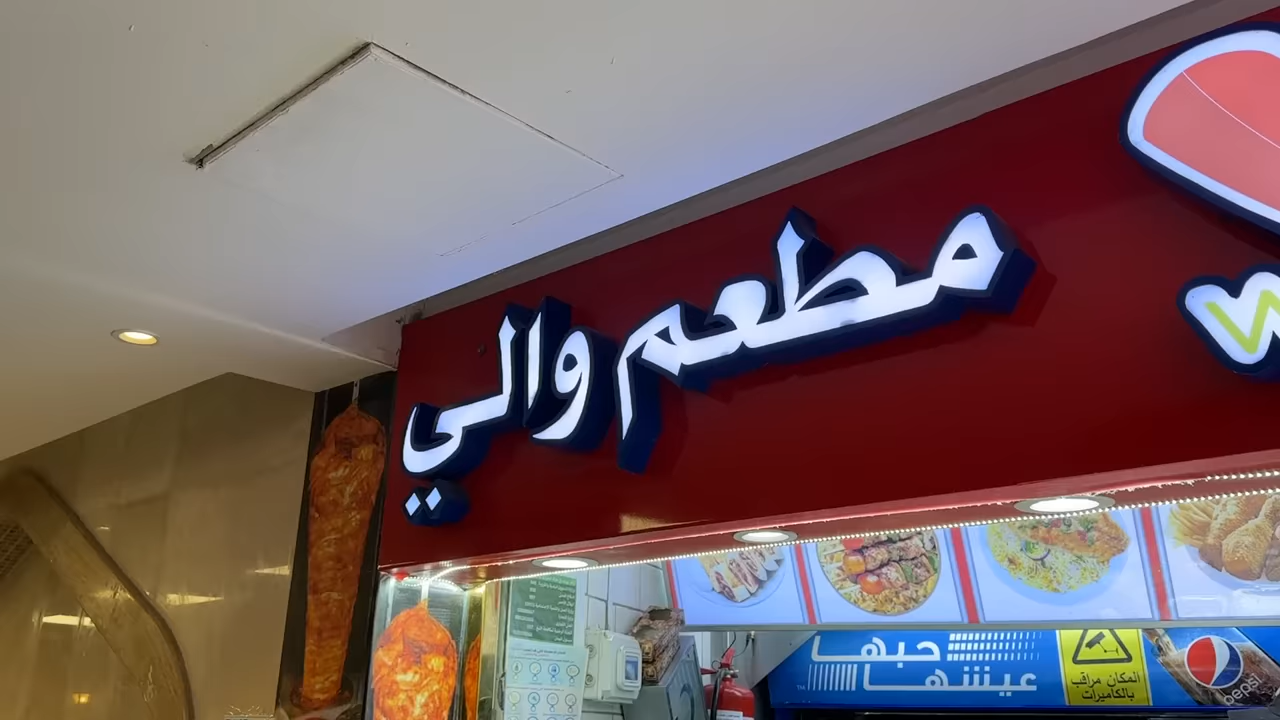 مطعم والي
حبها
عيشها
المكان مراقب
بالكاميرات
pepsi